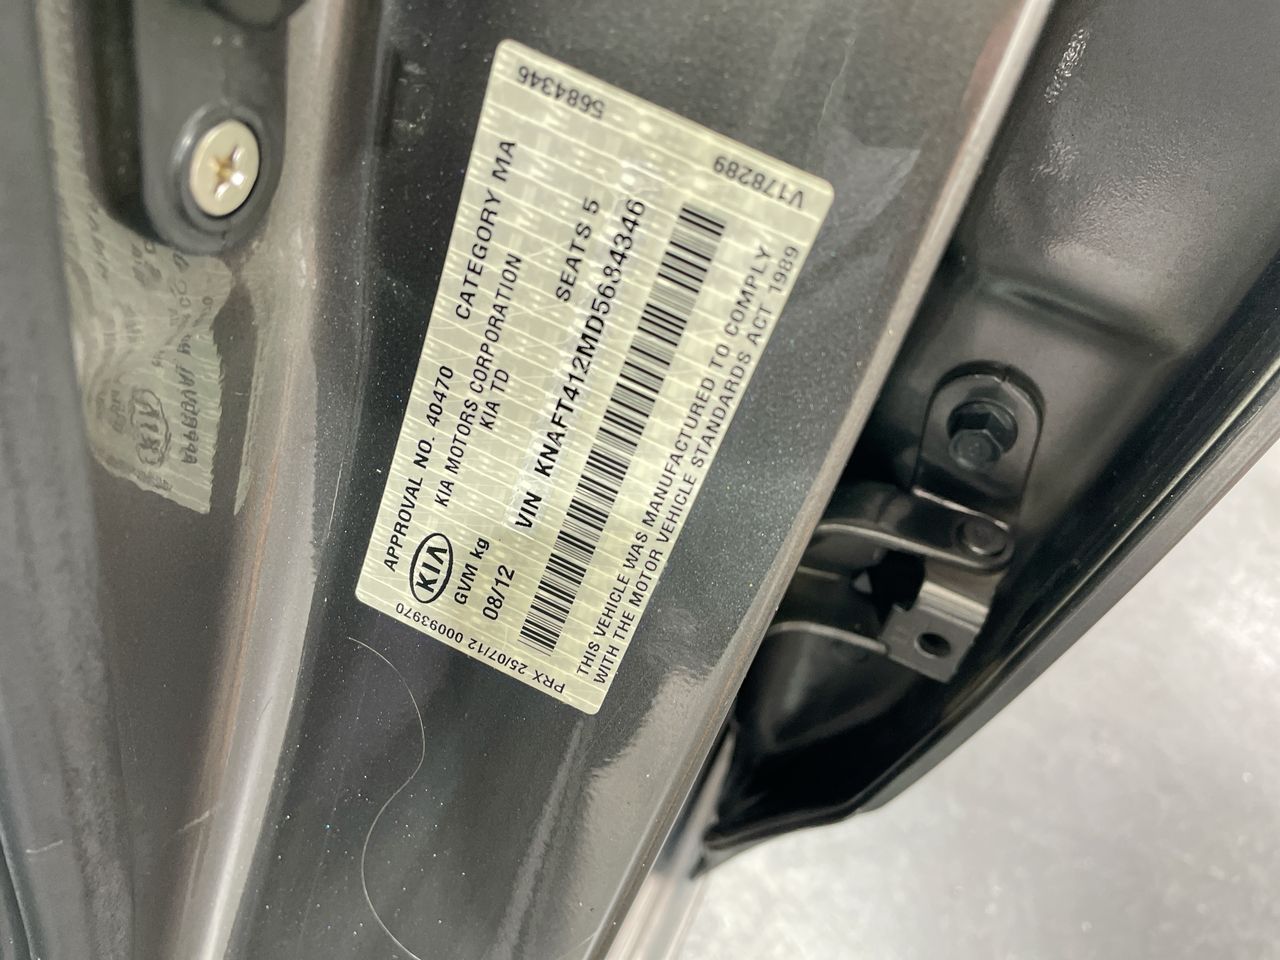 5684346
V178289
APPROVAL NO. 40470 CATEGORY MA
KIA KIA MOTORS CORPORATION
KIA TD
GVM kg SEATS 5
08/12 VIN KNAFT412MD5684346
THIS VEHICLE WAS MANUFACTURED TO COMPLY
WITH THE MOTOR VEHICLE STANDARDS ACT 1989
PRX 25/07/12 00093970
KIA